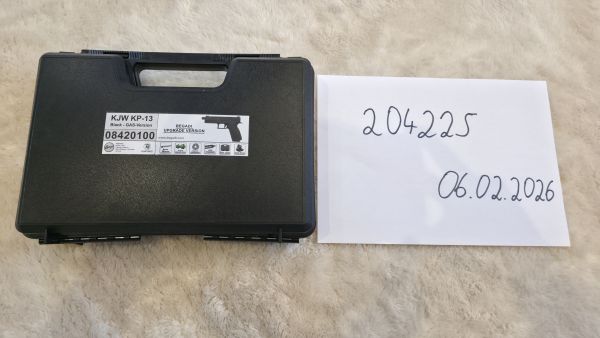 KJW KP-13
Black - GAS-Version
08420100
BEGADI
UPGRADE VERSION
204225
06.02.2026